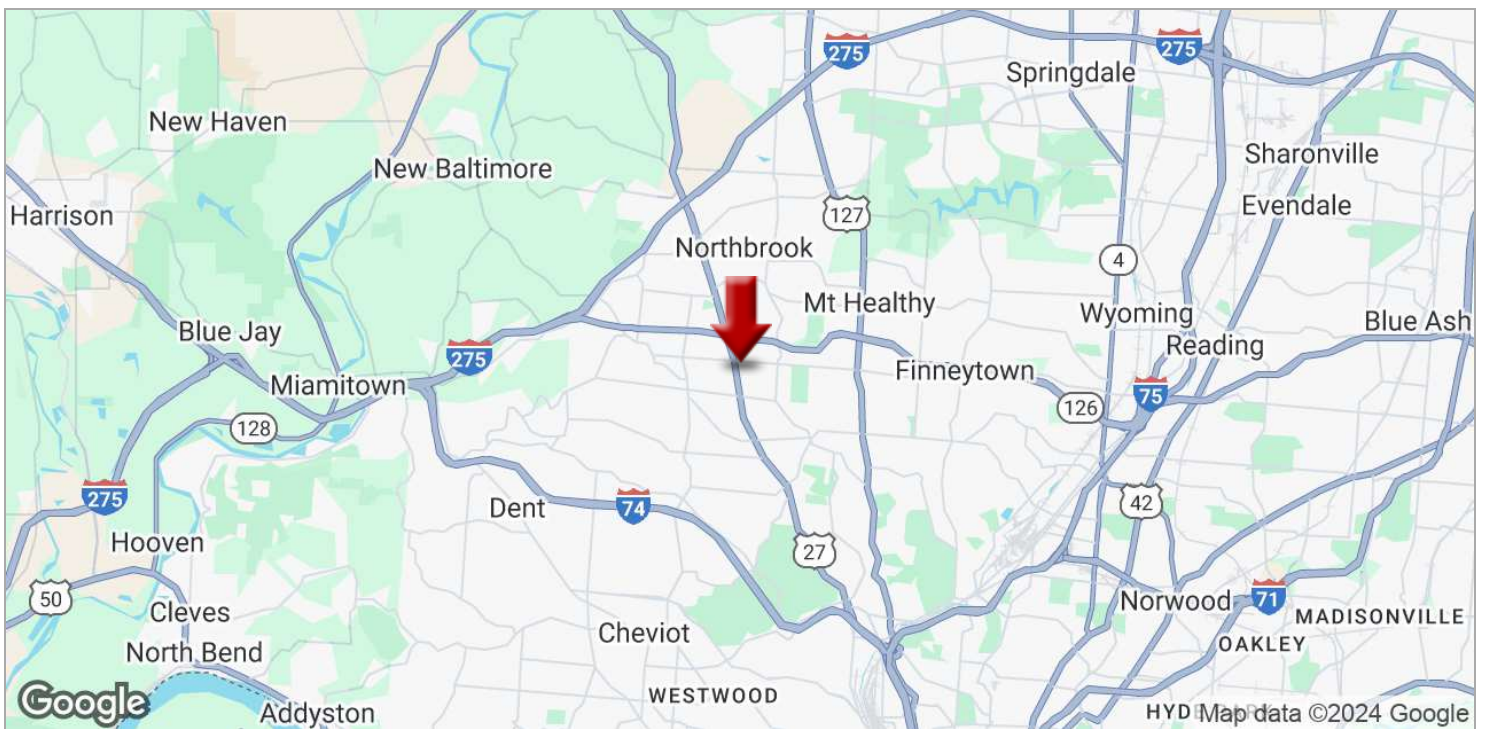 275
275
Springdale
New Haven
Sharonville
New Baltimore
Harrison
127
Evendale
Northbrook
4
Mt Healthy
Wyoming
Blue Jay
Blue Ash
Reading
275
Finneytown
Miamitown
75
126
128
275
42
Dent
74
Hooven
27
50
Norwood
71
Cleves
MADISONVILLE
Cheviot
OAKLEY
North Bend
WESTWOOD
Google
Addyston
HYD
Map data ©2024 Google